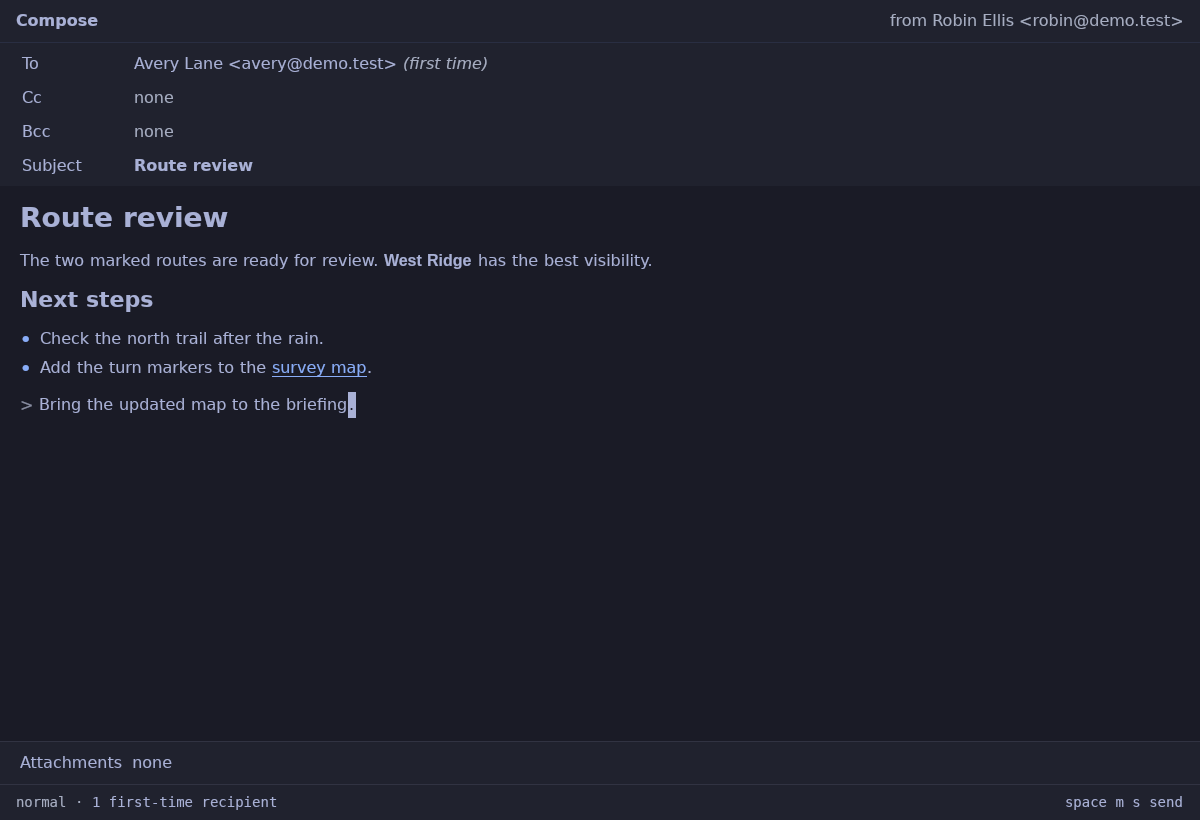 Compose from Robin Ellis <robin@demo.test>
To Avery Lane <avery@demo.test> (first time)
Cc none
Bcc none
Subject Route review
Route review
The two marked routes are ready for review. West Ridge has the best visibility.
Next steps
• Check the north trail after the rain.
• Add the turn markers to the survey map.
> Bring the updated map to the briefing.
Attachments none
normal · 1 first-time recipient space m s send